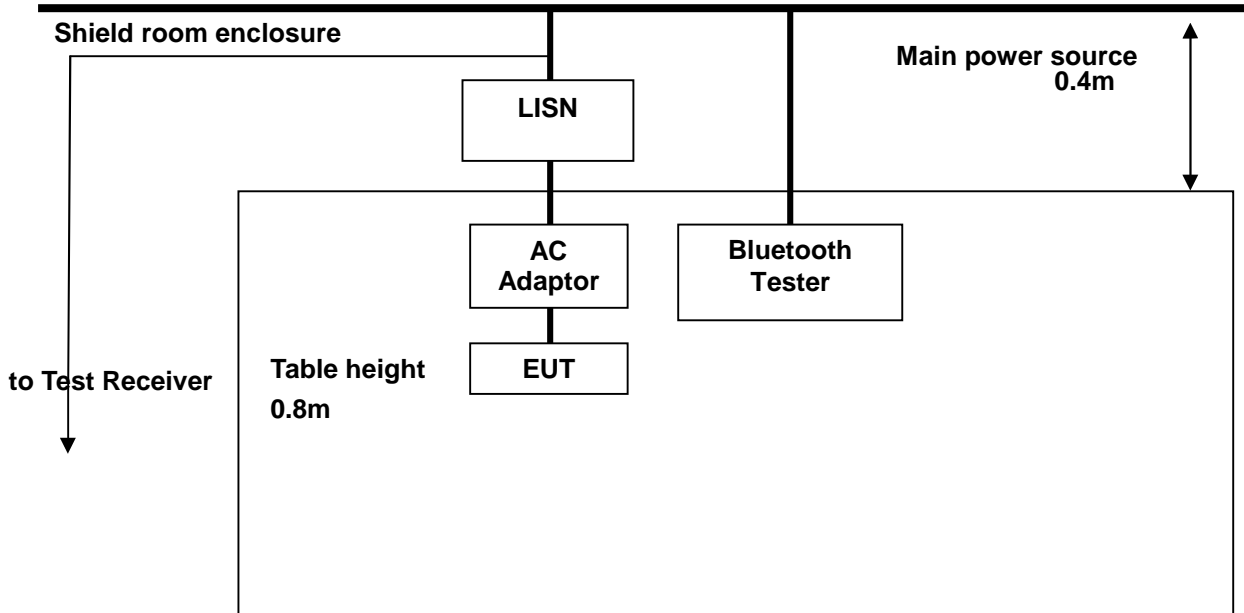 Shield room enclosure
Main power source
0.4m
LISN
AC
Adaptor
Bluetooth
Tester
EUT
Table height
0.8m
to Test Receiver